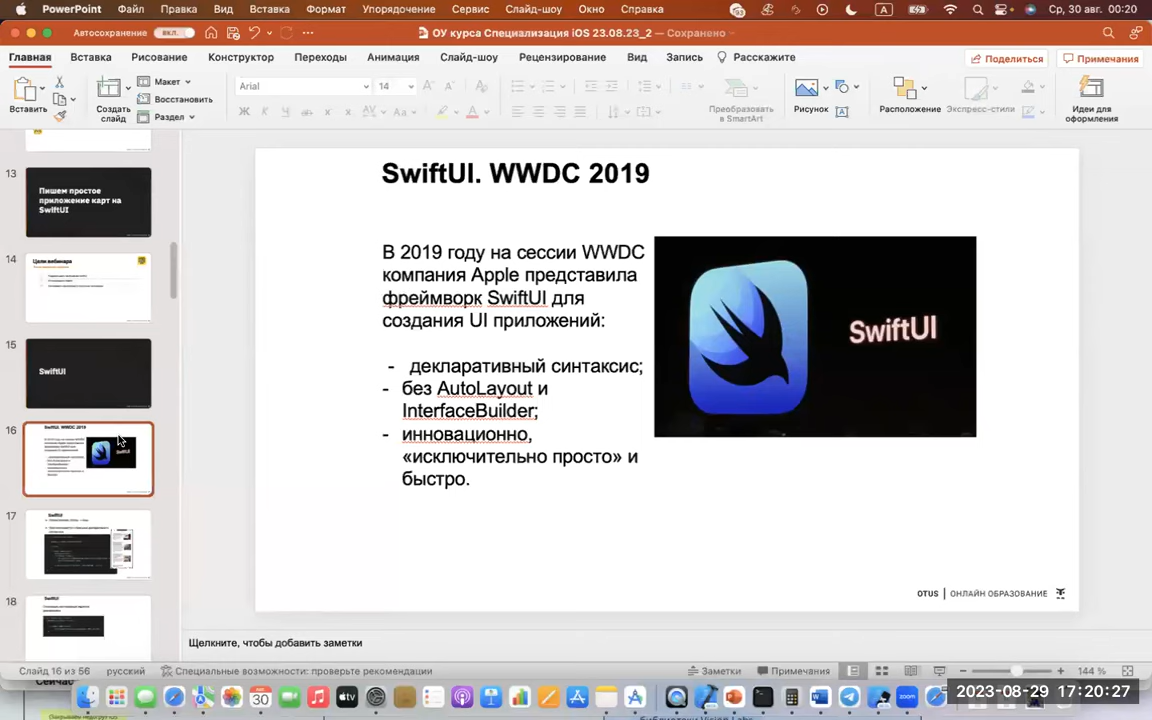 PowerPoint Файл Правка Вид Вставка Формат Упорядочение Сервис Слайд-шоу Окно Справка A Ср, 30 авг. 00:20
Автосохранение ВКЛ. ОУ курса Специализация iOS 23.08.23_2 — Сохранено
Главная Вставка Рисование Конструктор Переходы Анимация Слайд-шоу Рецензирование Вид Запись Расскажите Поделиться Примечания
Вставить Создать слайд Макет Восстановить Раздел Arial 14 Преобразовать в SmartArt Рисунок Расположение Экспресс-стили Идеи для оформления
13
Пишем простое
приложение карт на
SwiftUI
14
Цели вебинара
15
SwiftUI
16
SwiftUI. WWDC 2019
17
SwiftUI
18
SwiftUI
SwiftUI. WWDC 2019
В 2019 году на сессии WWDC
компания Apple представила
фреймворк SwiftUI для
создания UI приложений:
- декларативный синтаксис;
- без AutoLayout и
InterfaceBuilder;
- инновационно,
«исключительно просто» и
быстро.
SwiftUI
OTUS | ОНЛАЙН ОБРАЗОВАНИЕ
Щелкните, чтобы добавить заметки
Слайд 16 из 56 русский Специальные возможности: проверьте рекомендации Заметки Примечания 144 %
2023-08-29 17:20:27